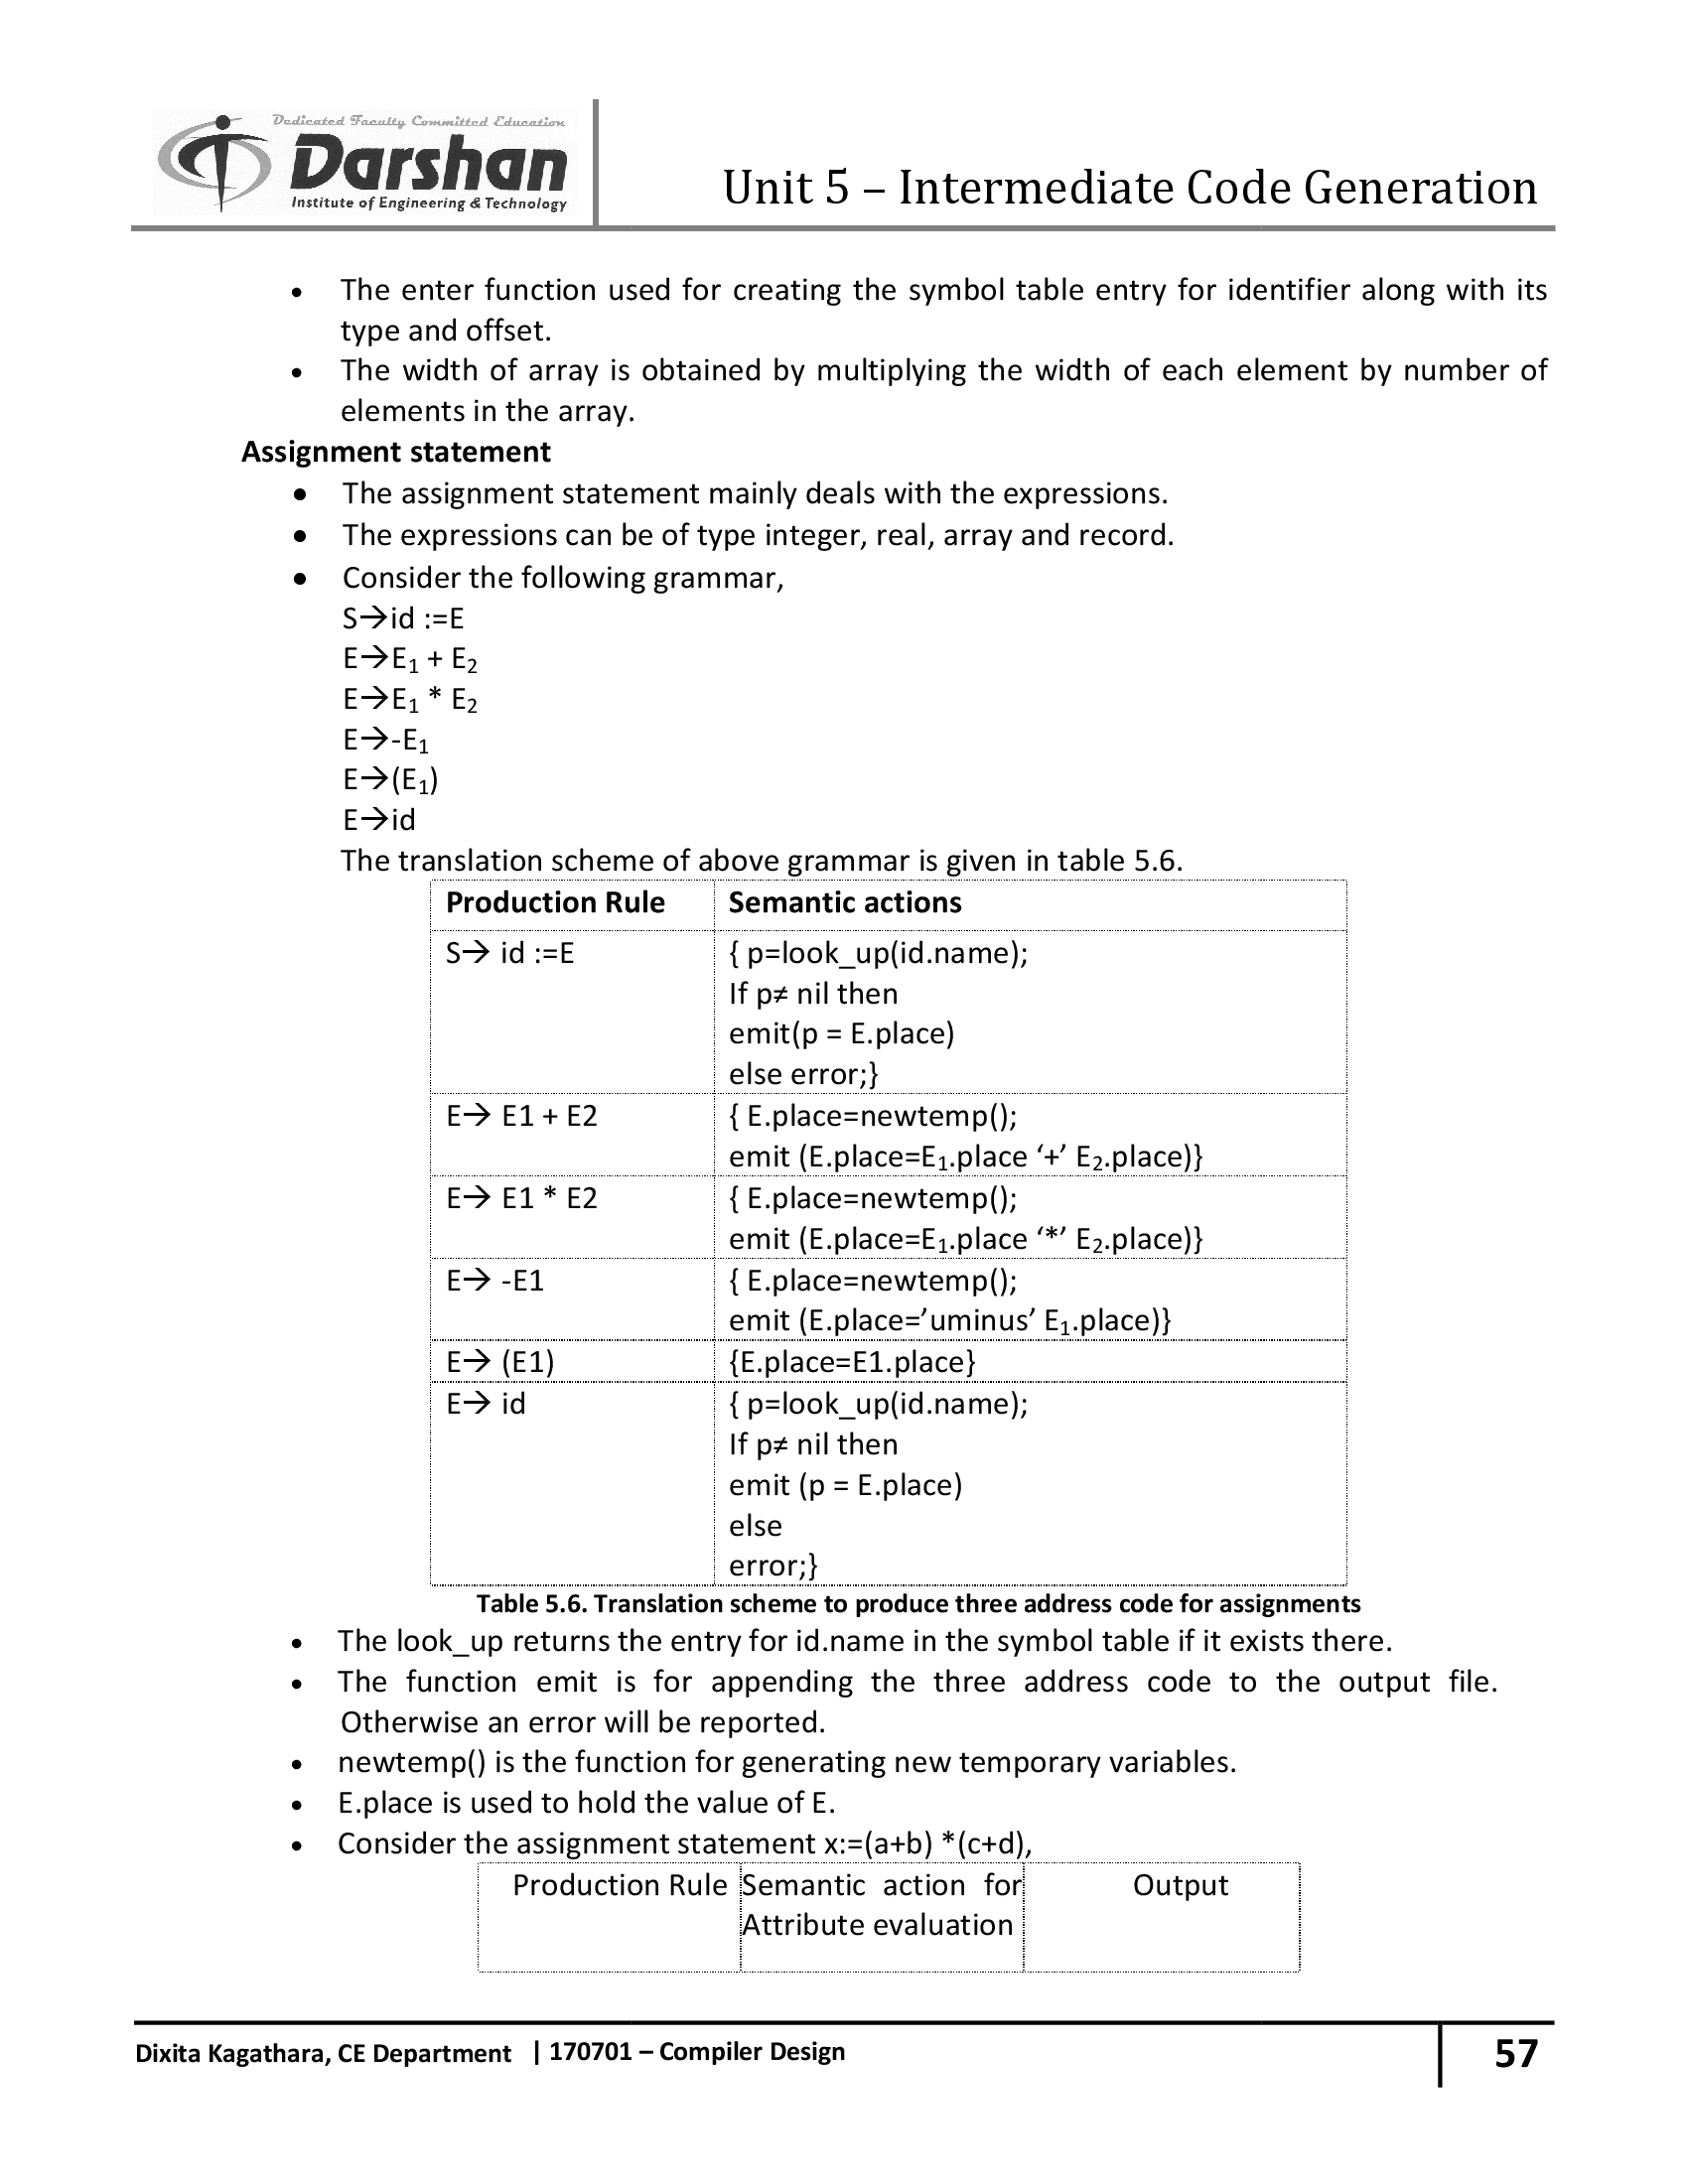 Dedicated Faculty Committed Education
Darshan
Institute of Engineering & Technology
Unit 5 – Intermediate Code Generation
• The enter function used for creating the symbol table entry for identifier along with its
type and offset.
• The width of array is obtained by multiplying the width of each element by number of
elements in the array.
Assignment statement
• The assignment statement mainly deals with the expressions.
• The expressions can be of type integer, real, array and record.
• Consider the following grammar,
S→id :=E
E→E₁ + E₂
E→E₁ * E₂
E→-E₁
E→(E₁)
E→id
The translation scheme of above grammar is given in table 5.6.
Production Rule Semantic actions
S→ id :=E { p=look_up(id.name);
If p≠ nil then
emit(p = E.place)
else error;}
E→ E1 + E2 { E.place=newtemp();
emit (E.place=E₁.place ‘+’ E₂.place)}
E→ E1 * E2 { E.place=newtemp();
emit (E.place=E₁.place ‘*’ E₂.place)}
E→ -E1 { E.place=newtemp();
emit (E.place=’uminus’ E₁.place)}
E→ (E1) {E.place=E1.place}
E→ id { p=look_up(id.name);
If p≠ nil then
emit (p = E.place)
else
error;}
Table 5.6. Translation scheme to produce three address code for assignments
• The look_up returns the entry for id.name in the symbol table if it exists there.
• The function emit is for appending the three address code to the output file.
Otherwise an error will be reported.
• newtemp() is the function for generating new temporary variables.
• E.place is used to hold the value of E.
• Consider the assignment statement x:=(a+b) *(c+d),
Production Rule Semantic action for Output
Attribute evaluation
Dixita Kagathara, CE Department | 170701 – Compiler Design 57